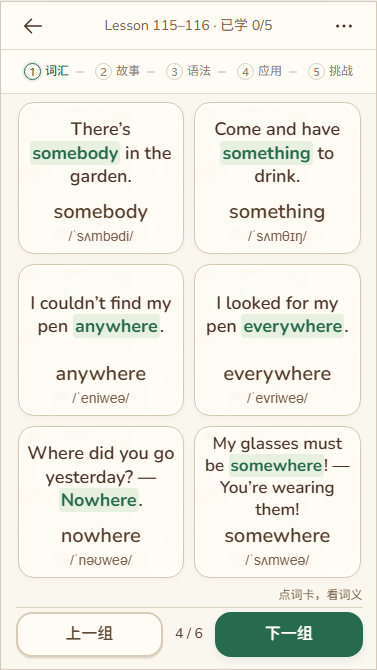 Lesson 115–116 · 已学 0/5
1 词汇 – 2 故事 – 3 语法 – 4 应用 – 5 挑战
There's
somebody in the
garden.
somebody
/ˈsʌmbədi/
Come and have
something to
drink.
something
/ˈsʌmθɪŋ/
I couldn't find my
pen anywhere.
anywhere
/ˈeniweə/
I looked for my
pen everywhere.
everywhere
/ˈevriweə/
Where did you go
yesterday? —
Nowhere.
nowhere
/ˈnəʊweə/
My glasses must
be somewhere! —
You're wearing
them!
somewhere
/ˈsʌmweə/
点词卡，看词义
上一组
4 / 6
下一组